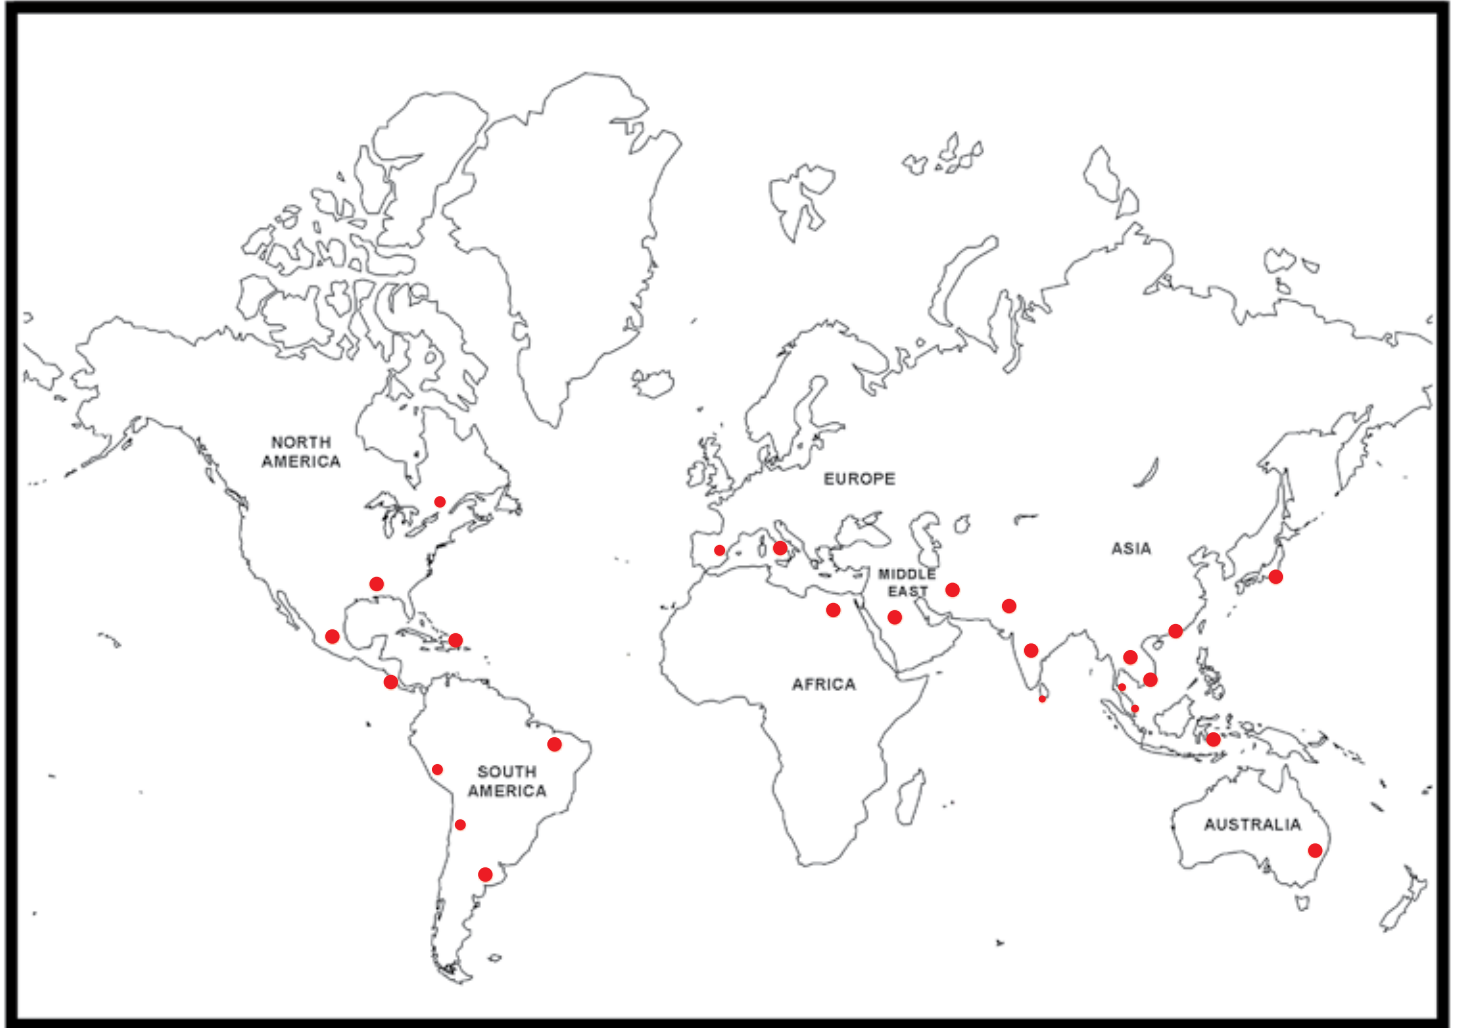 NORTH
AMERICA
EUROPE
ASIA
MIDDLE
EAST
AFRICA
SOUTH
AMERICA
AUSTRALIA